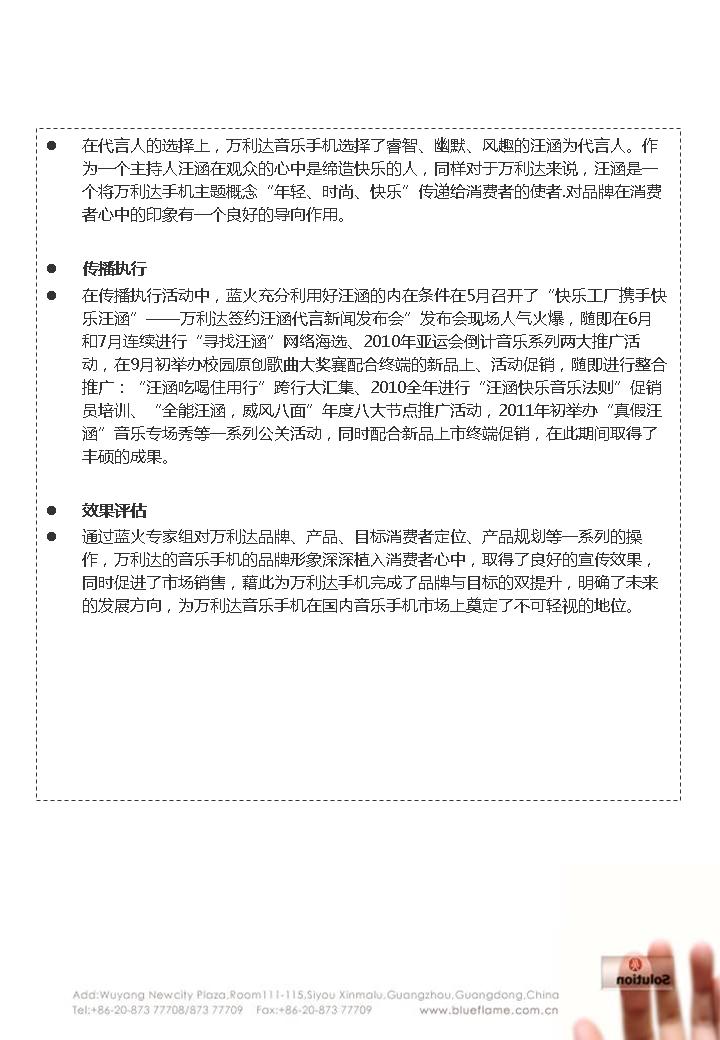 ● 在代言人的选择上，万利达音乐手机选择了睿智、幽默、风趣的汪涵为代言人。作
为一个主持人汪涵在观众的心中是缔造快乐的人，同样对于万利达来说，汪涵是一
个将万利达手机主题概念“年轻、时尚、快乐”传递给消费者的使者.对品牌在消费
者心中的印象有一个良好的导向作用。
● 传播执行
● 在传播执行活动中，蓝火充分利用好汪涵的内在条件在5月召开了“快乐工厂携手快
乐汪涵”——万利达签约汪涵代言新闻发布会”发布会现场人气火爆，随即在6月
和7月连续进行“寻找汪涵”网络海选、2010年亚运会倒计音乐系列两大推广活
动，在9月初举办校园原创歌曲大奖赛配合终端的新品上、活动促销，随即进行整合
推广：“汪涵吃喝住用行”跨行大汇集、2010全年进行“汪涵快乐音乐法则”促销
员培训、“全能汪涵，威风八面”年度八大节点推广活动，2011年初举办“真假汪
涵”音乐专场秀等一系列公关活动，同时配合新品上市终端促销，在此期间取得了
丰硕的成果。
● 效果评估
● 通过蓝火专家组对万利达品牌、产品、目标消费者定位、产品规划等一系列的操
作，万利达的音乐手机的品牌形象深深植入消费者心中，取得了良好的宣传效果，
同时促进了市场销售，藉此为万利达手机完成了品牌与目标的双提升，明确了未来
的发展方向，为万利达音乐手机在国内音乐手机市场上奠定了不可轻视的地位。
Solution
Add:Wuyang Newcity Plaza,Room111-115,Siyou Xinmalu,Guangzhou,Guangdong,China
Tel:+86-20-873 77708/873 77709 Fax:+86-20-873 77709 www.blueflame.com.cn